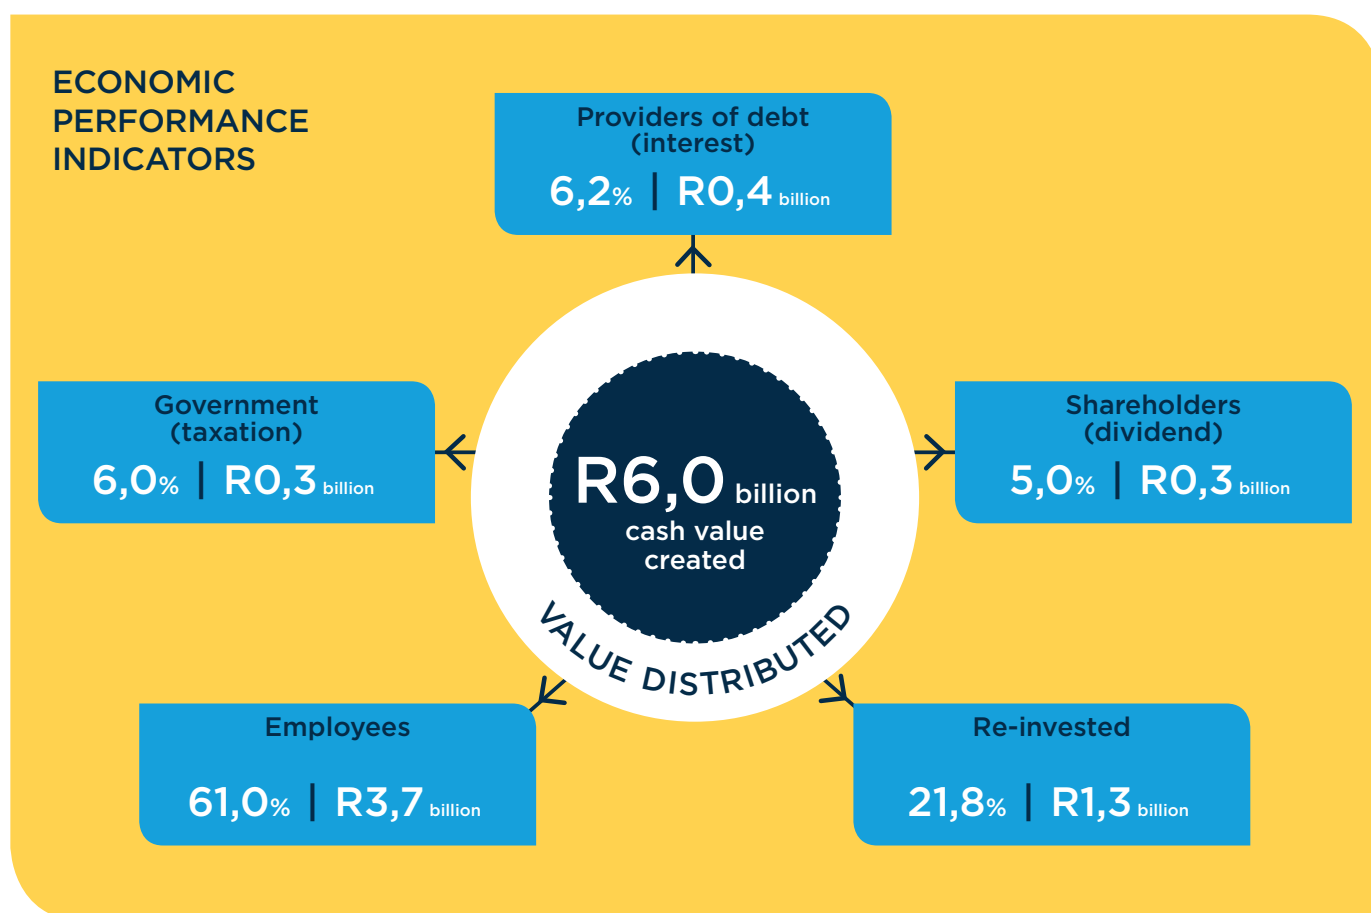 ECONOMIC
PERFORMANCE
INDICATORS
Providers of debt
(interest)
6,2% | R0,4 billion
Government
(taxation)
6,0% | R0,3 billion
Shareholders
(dividend)
5,0% | R0,3 billion
R6,0 billion
cash value
created
VALUE DISTRIBUTED
Employees
61,0% | R3,7 billion
Re-invested
21,8% | R1,3 billion